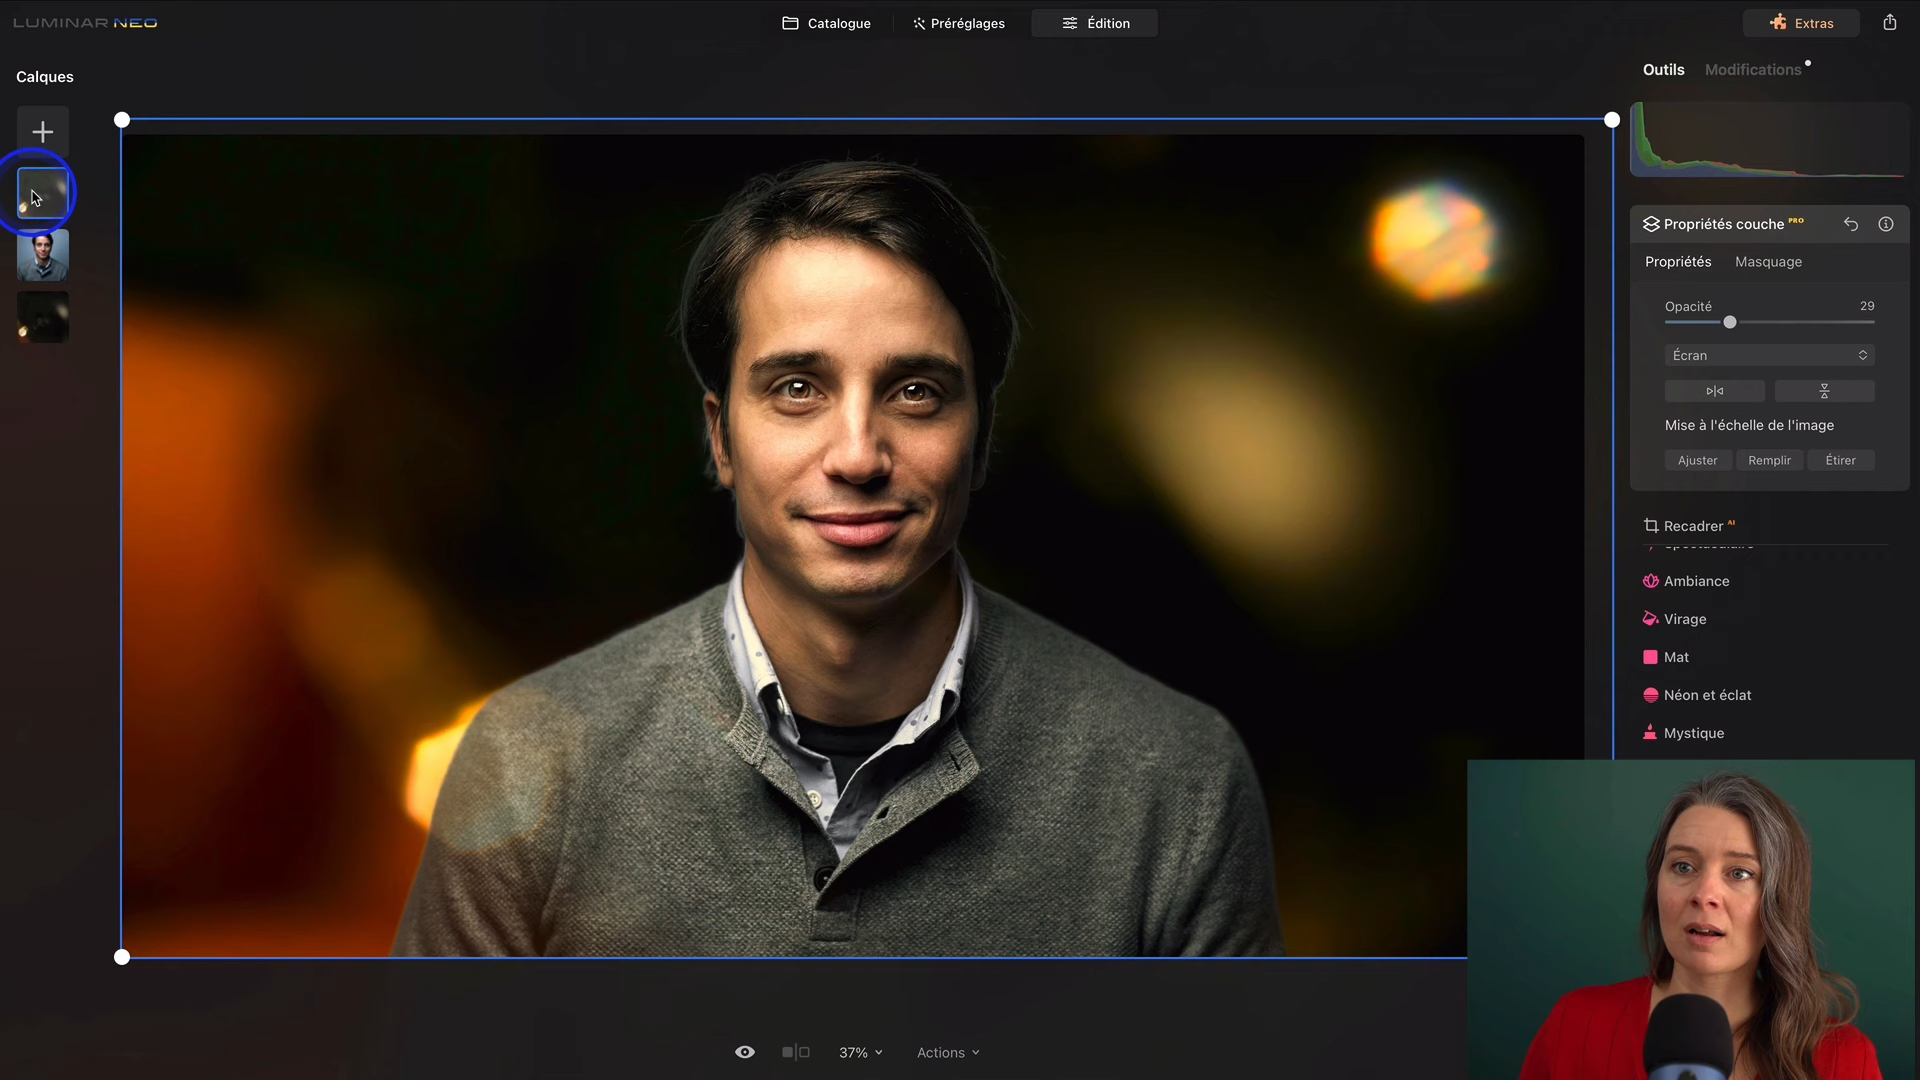 LUMINAR NEO
Catalogue
Préréglages
Édition
Extras
Calques
Outils
Modifications
Propriétés couche PRO
Propriétés
Masquage
Opacité
29
Écran
Mise à l'échelle de l'image
Ajuster
Remplir
Étirer
Recadrer AI
Spectaculaire
Ambiance
Virage
Mat
Néon et éclat
Mystique
37%
Actions